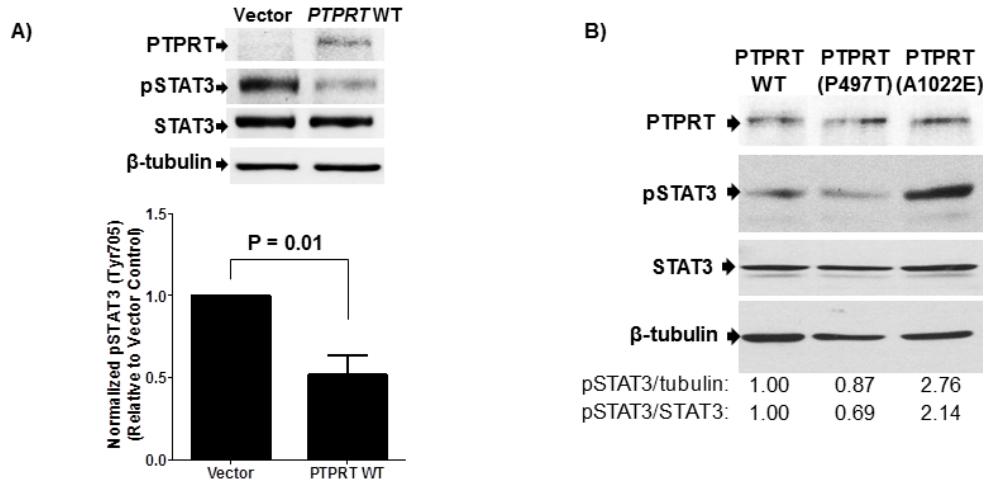 A)
Vector PTPRT WT
PTPRT
pSTAT3
STAT3
β-tubulin
Normalized pSTAT3 (Tyr705)
(Relative to Vector Control)
1.5
1.0
0.5
0.0
P = 0.01
Vector PTPRT WT
B)
PTPRT PTPRT PTPRT
WT (P497T) (A1022E)
PTPRT
pSTAT3
STAT3
β-tubulin
pSTAT3/tubulin: 1.00 0.87 2.76
pSTAT3/STAT3: 1.00 0.69 2.14